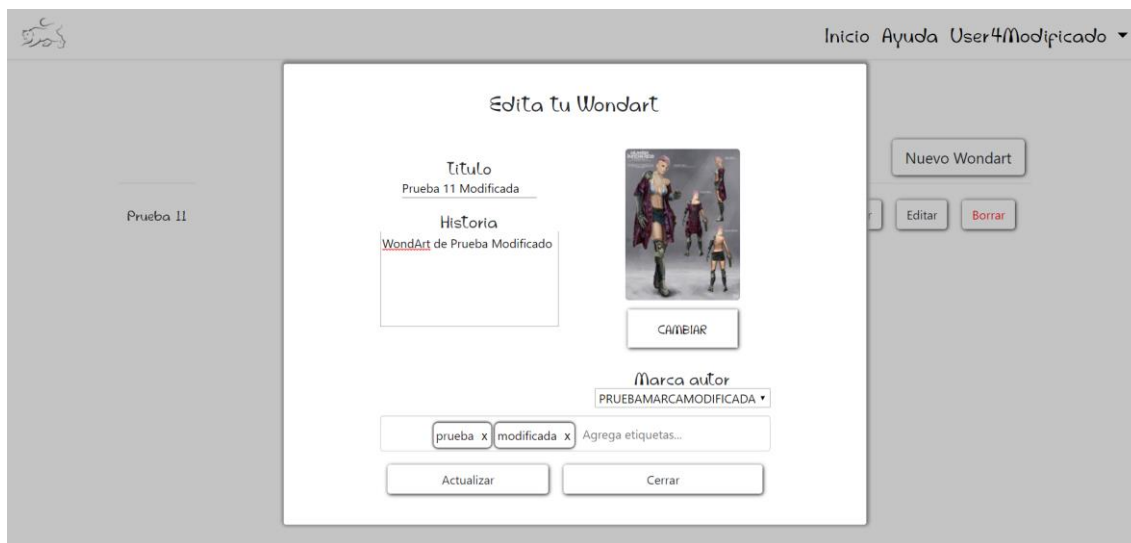 Inicio Ayuda User4Modificado
Edita tu Wondart
Nuevo Wondart
Título
Prueba 11 Modificada
Prueba 11
Editar
Borrar
Historia
WondArt de Prueba Modificado
CAMBIAR
Marca autor
PRUEBAMARCAMODIFICADA
prueba x modificada x Agrega etiquetas...
Actualizar
Cerrar